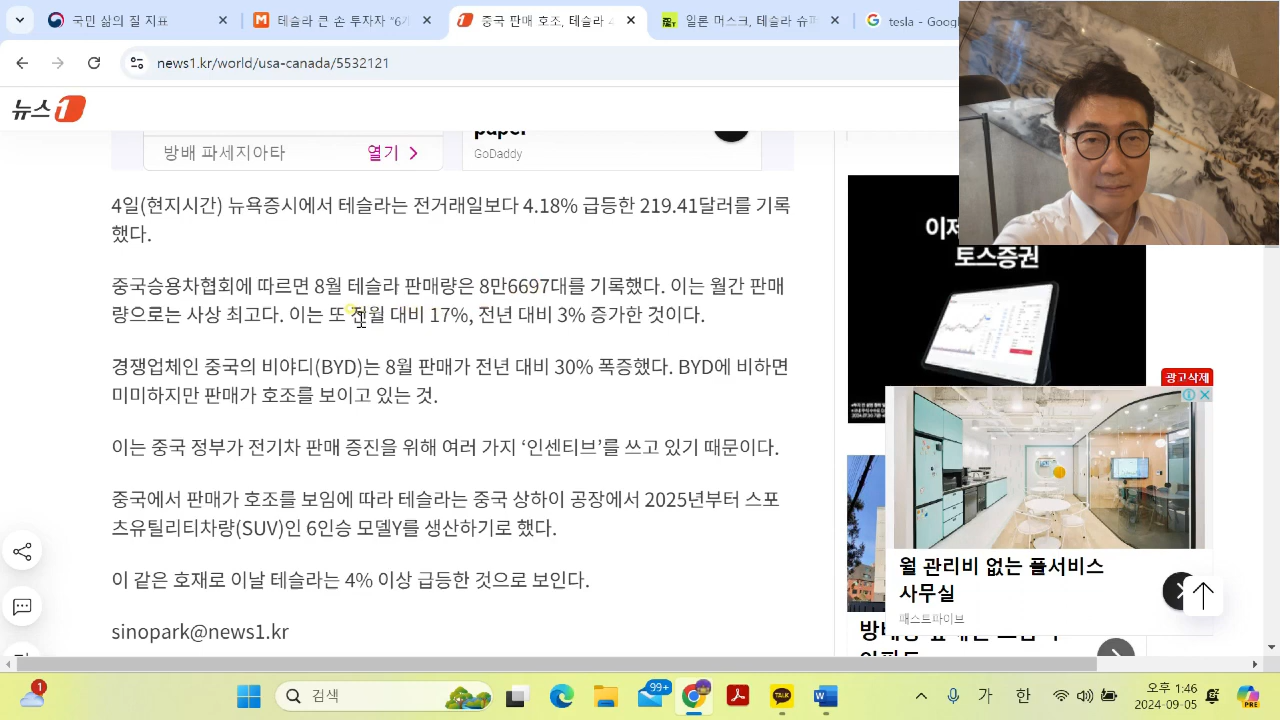 국인 삶의 질 지표
테슬라 큰 손 투자자 "6
중국 판매 호조, 테슬라 4
일론 머스크, 테슬라 슈퍼
tesla - Goog
news1.kr/world/usa-canada/5532121
뉴스1
방배 파세지아타
열기
paper
GoDaddy
4일(현지시간) 뉴욕증시에서 테슬라는 전거래일보다 4.18% 급등한 219.41달러를 기록
했다.
중국승용차협회에 따르면 8월 테슬라 판매량은 8만6697대를 기록했다. 이는 월간 판매
량으로는 사상 최고다. 이는 전월 대비 17%, 전년 대비 3% 증가한 것이다.
경쟁업체인 중국의 비야디(BYD)는 8월 판매가 전년 대비 30% 폭증했다. BYD에 비하면
미미하지만 판매가 호조를 보이고 있는 것.
이는 중국 정부가 전기차 판매 증진을 위해 여러 가지 ‘인센티브’를 쓰고 있기 때문이다.
중국에서 판매가 호조를 보임에 따라 테슬라는 중국 상하이 공장에서 2025년부터 스포
츠유틸리티차량(SUV)인 6인승 모델Y를 생산하기로 했다.
이 같은 호재로 이날 테슬라는 4% 이상 급등한 것으로 보인다.
sinopark@news1.kr
이제
토스증권
광고삭제
월 관리비 없는 풀서비스
사무실
패스트파이브
1
검색
99+
TALK
가
한
오후 1:46
2024-09-05
PRE